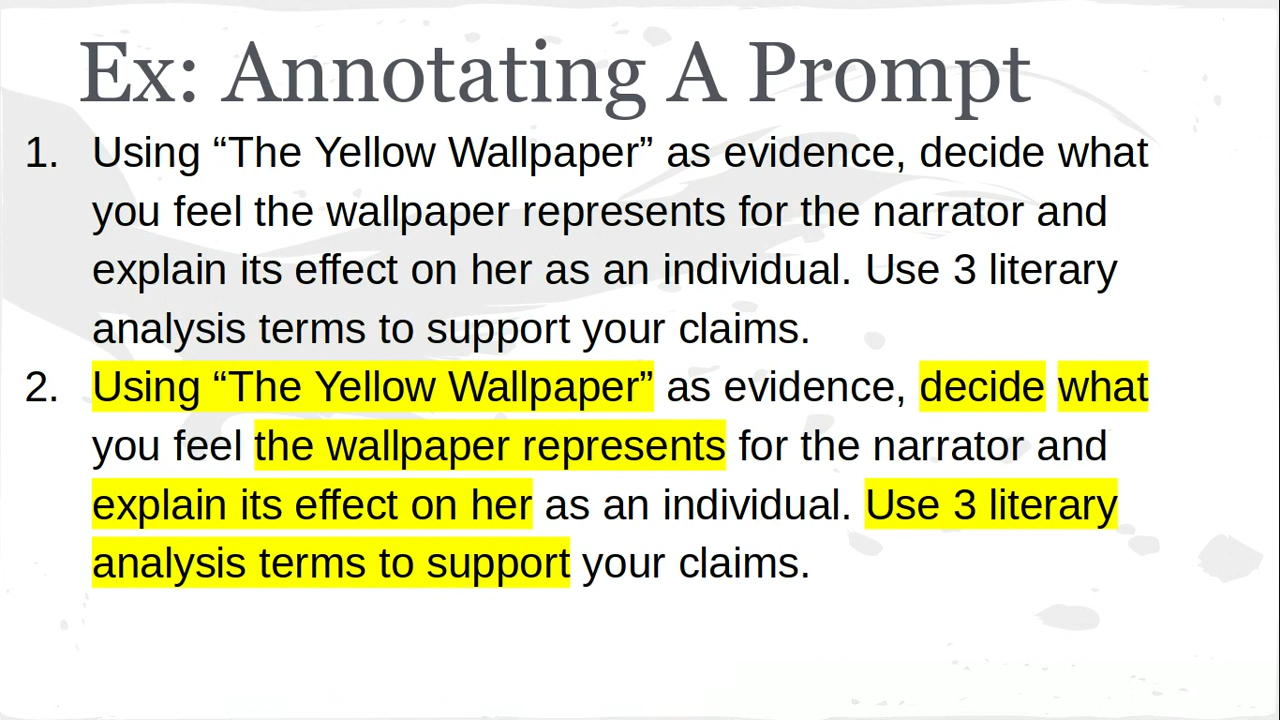 Ex: Annotating A Prompt
1. Using “The Yellow Wallpaper” as evidence, decide what
you feel the wallpaper represents for the narrator and
explain its effect on her as an individual. Use 3 literary
analysis terms to support your claims.
2. Using “The Yellow Wallpaper” as evidence, decide what
you feel the wallpaper represents for the narrator and
explain its effect on her as an individual. Use 3 literary
analysis terms to support your claims.